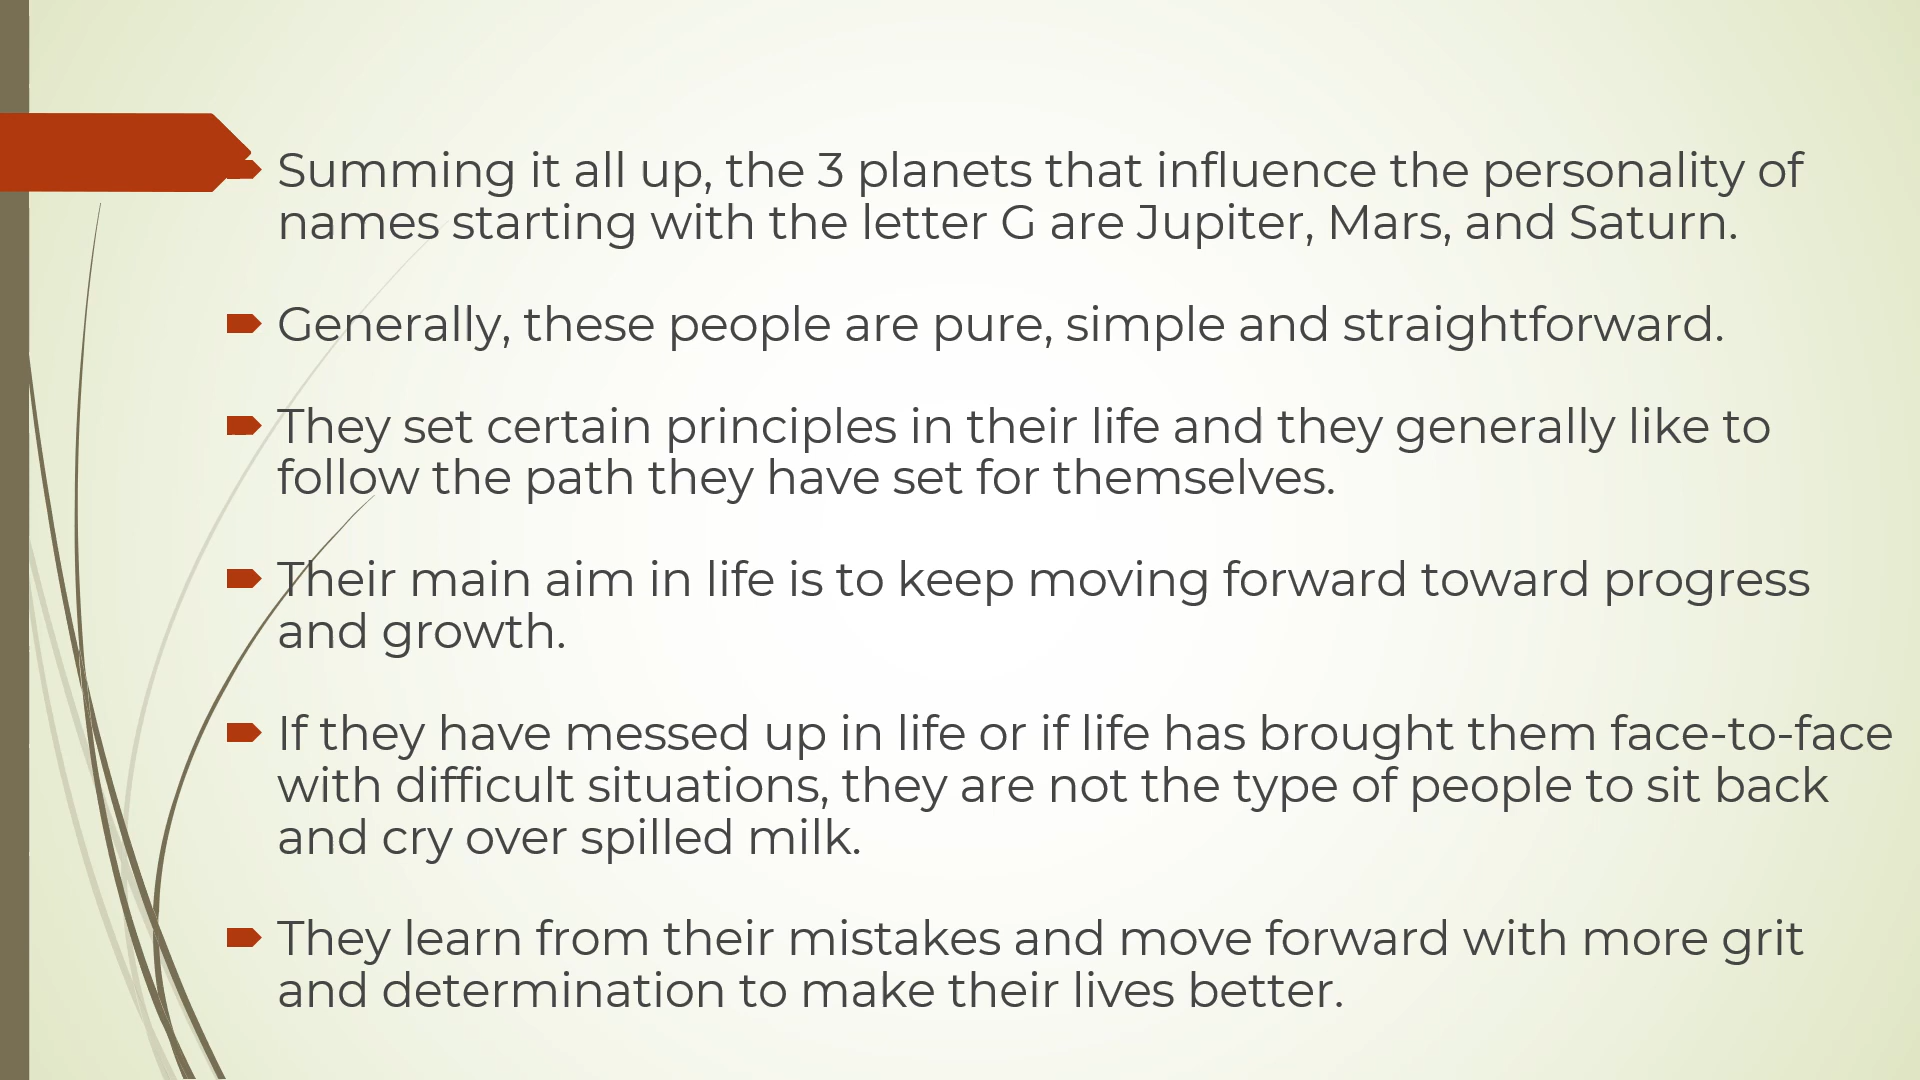 Summing it all up, the 3 planets that influence the personality of
names starting with the letter G are Jupiter, Mars, and Saturn.
Generally, these people are pure, simple and straightforward.
They set certain principles in their life and they generally like to
follow the path they have set for themselves.
Their main aim in life is to keep moving forward toward progress
and growth.
If they have messed up in life or if life has brought them face-to-face
with difficult situations, they are not the type of people to sit back
and cry over spilled milk.
They learn from their mistakes and move forward with more grit
and determination to make their lives better.